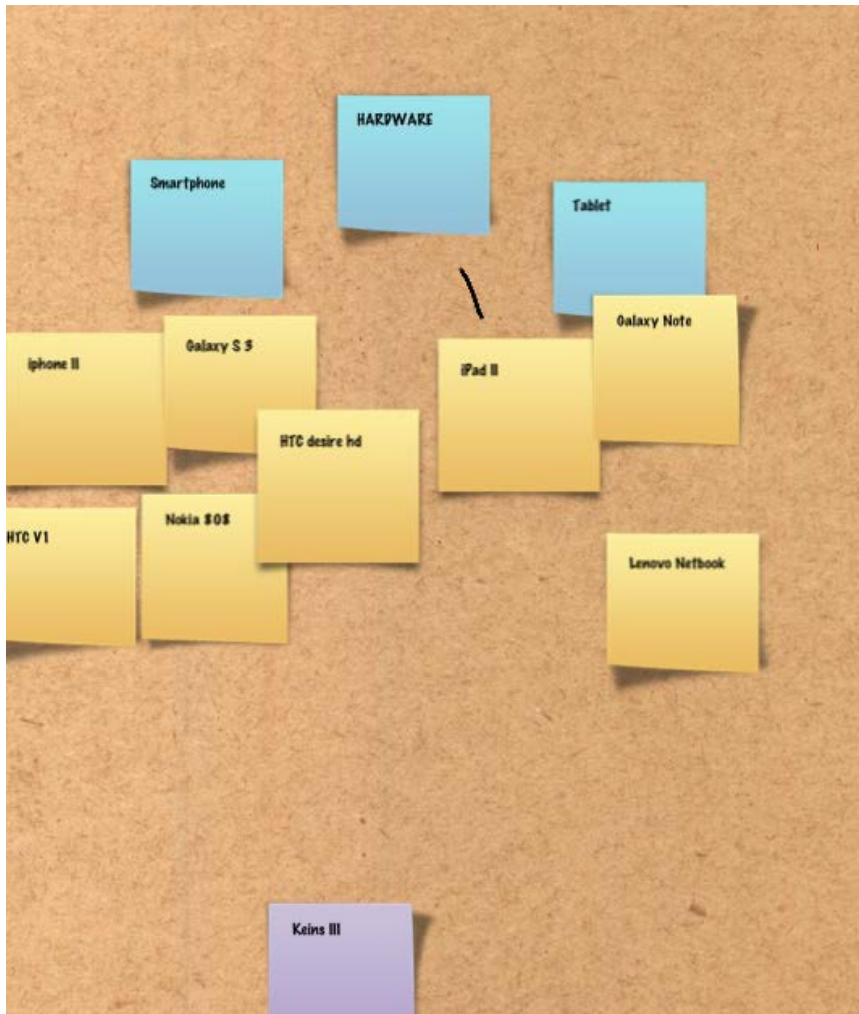 HARDWARE
Smartphone
Tablet
Galaxy Note
Galaxy S 3
iphone II
iPad II
HTC desire hd
Nokia $0$
HTC V1
Lenovo Netbook
Keins III